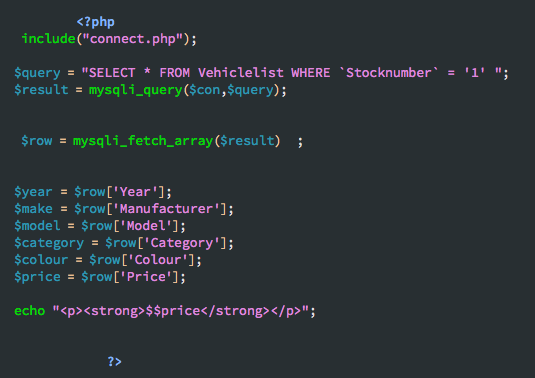 <?php
include("connect.php");
$query = "SELECT * FROM Vehiclelist WHERE `Stocknumber` = '1' ";
$result = mysqli_query($con,$query);
$row = mysqli_fetch_array($result)  ;
$year = $row['Year'];
$make = $row['Manufacturer'];
$model = $row['Model'];
$category = $row['Category'];
$colour = $row['Colour'];
$price = $row['Price'];
echo "<p><strong>$$price</strong></p>";
?>